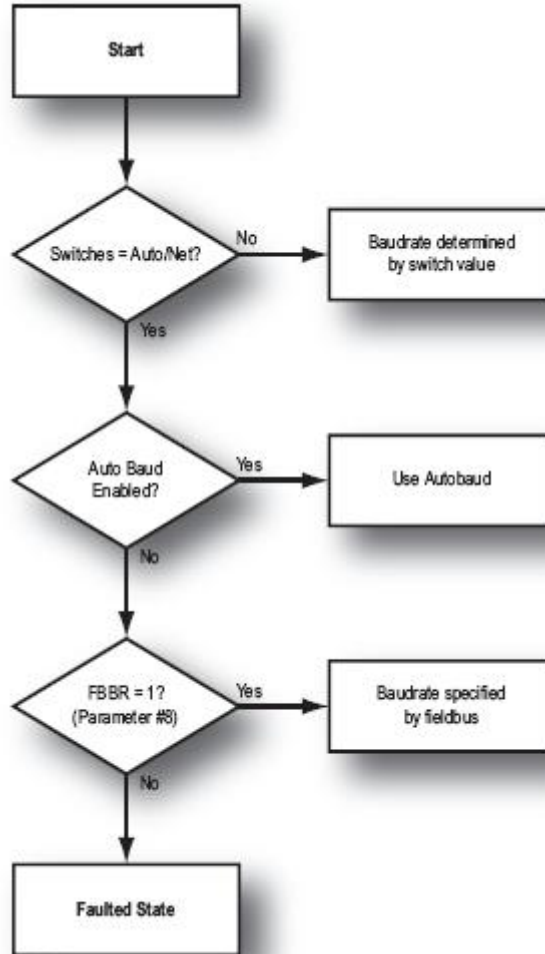 Start
Switches = Auto/Net?
No
Baudrate determined
by switch value
Yes
Auto Baud
Enabled?
Yes
Use Autobaud
No
FBBR = 1?
(Parameter #8)
Yes
Baudrate specified
by fieldbus
No
Faulted State